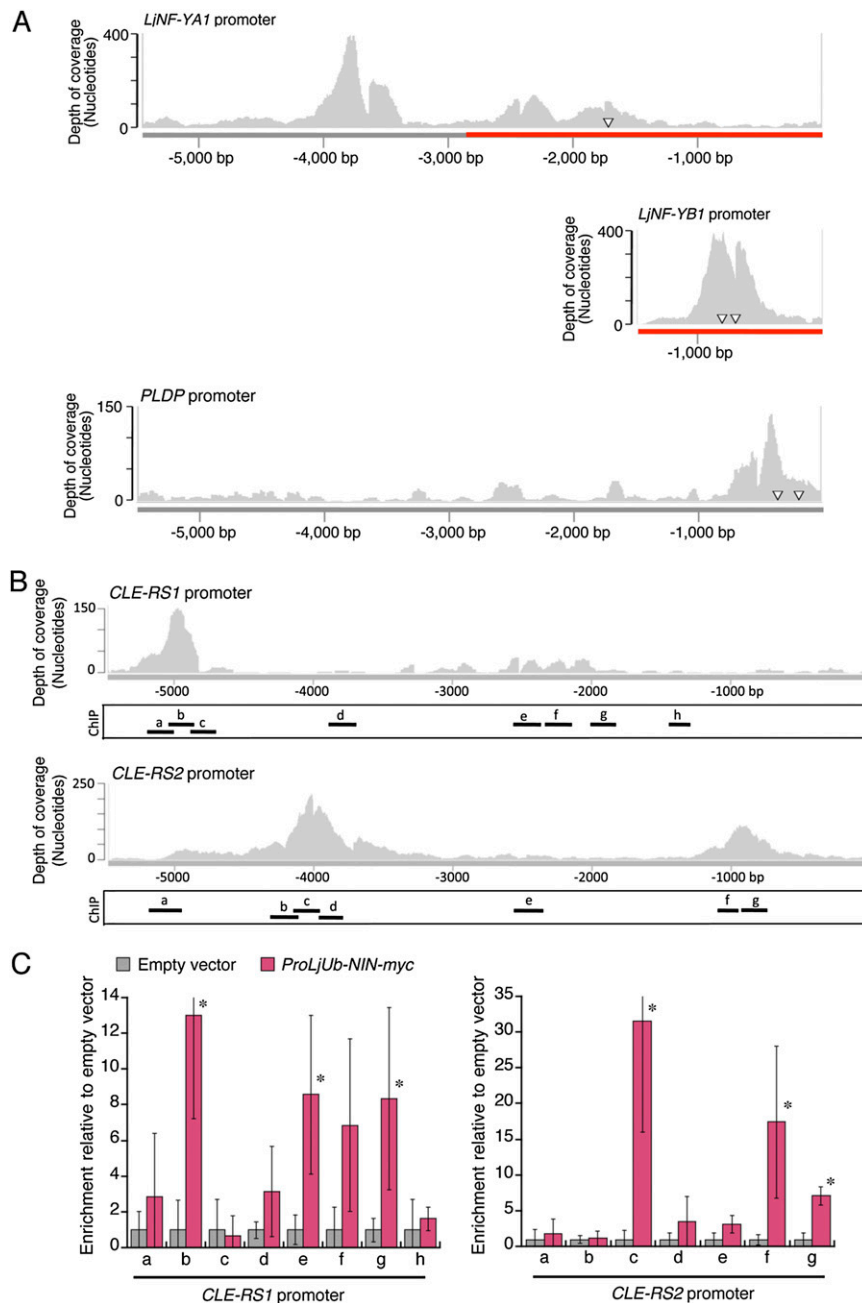 A
LjNF-YA1 promoter
Depth of coverage
(Nucleotides)
400
0
-5,000 bp
-4,000 bp
-3,000 bp
-2,000 bp
-1,000 bp
LjNF-YB1 promoter
Depth of coverage
(Nucleotides)
400
0
-1,000 bp
PLDP promoter
Depth of coverage
(Nucleotides)
150
0
-5,000 bp
-4,000 bp
-3,000 bp
-2,000 bp
-1,000 bp
B
CLE-RS1 promoter
Depth of coverage
(Nucleotides)
150
0
-5000
-4000
-3000
-2000
-1000 bp
ChIP
a
b
c
d
e
f
g
h
CLE-RS2 promoter
Depth of coverage
(Nucleotides)
250
0
-5000
-4000
-3000
-2000
-1000 bp
ChIP
a
b
c
d
e
f
g
C
Empty vector
ProLjUb-NIN-myc
Enrichment relative to empty vector
14
12
10
8
6
4
2
0
* * *
a b c d e f g h
CLE-RS1 promoter
Enrichment relative to empty vector
35
30
25
20
15
10
5
0
* * *
a b c d e f g
CLE-RS2 promoter